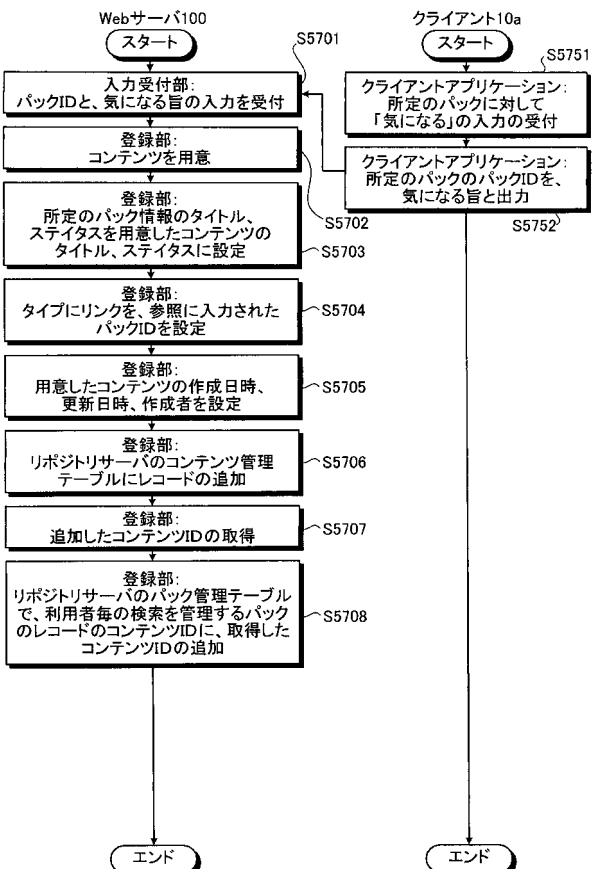 Webサーバ100
スタート
S5701
入力受付部:
パックIDと、気になる旨の入力を受付
登録部:
コンテンツを用意
S5702
登録部:
所定のパック情報のタイトル、
ステイタスを用意したコンテンツの
タイトル、ステイタスに設定
S5703
登録部:
タイプにリンクを、参照に入力された
パックIDを設定
S5704
登録部:
用意したコンテンツの作成日時、
更新日時、作成者を設定
S5705
登録部:
リポジトリサーバのコンテンツ管理
テーブルにレコードの追加
S5706
登録部:
追加したコンテンツIDの取得
S5707
登録部:
リポジトリサーバのパック管理テーブル
で、利用者毎の検索を管理するパック
のレコードのコンテンツIDに、取得した
コンテンツIDの追加
S5708
エンド
クライアント10a
スタート
S5751
クライアントアプリケーション:
所定のパックに対して
「気になる」の入力の受付
クライアントアプリケーション:
所定のパックのパックIDを、
気になる旨と出力
S5752
エンド